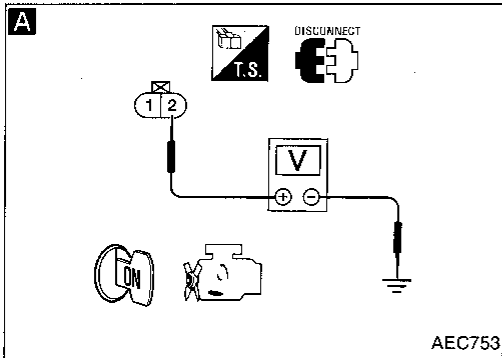 A
DISCONNECT
T.S.
1 2
V
+ −
ON
AEC753